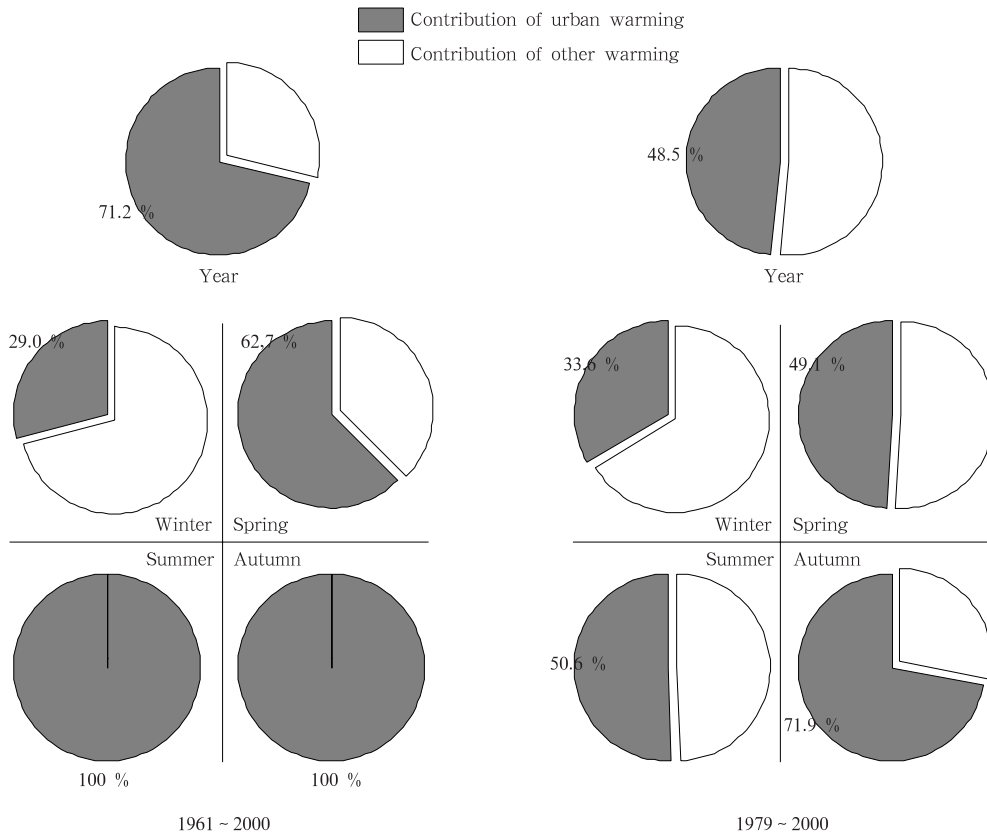 Contribution of urban warming
Contribution of other warming
71.2 %
Year
48.5 %
Year
29.0 %
62.7 %
Winter
Spring
Summer
Autumn
100 %
100 %
1961 ~ 2000
33.6 %
49.1 %
Winter
Spring
Summer
Autumn
50.6 %
71.9 %
1979 ~ 2000